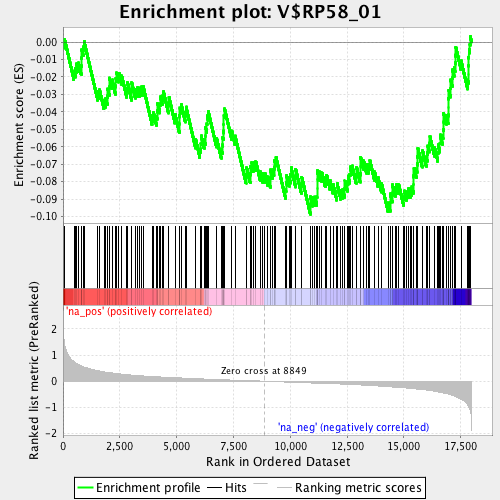 Enrichment plot: V$RP58_01
Enrichment score (ES)
0.00
-0.01
-0.02
-0.03
-0.04
-0.05
-0.06
-0.07
-0.08
-0.09
-0.10
'na_pos' (positively correlated)
Ranked list metric (PreRanked)
2
1
0
-1
-2
Zero cross at 8849
'na_neg' (negatively correlated)
0
2,500
5,000
7,500
10,000
12,500
15,000
17,500
Rank in Ordered Dataset
Enrichment profile
Hits
Ranking metric scores